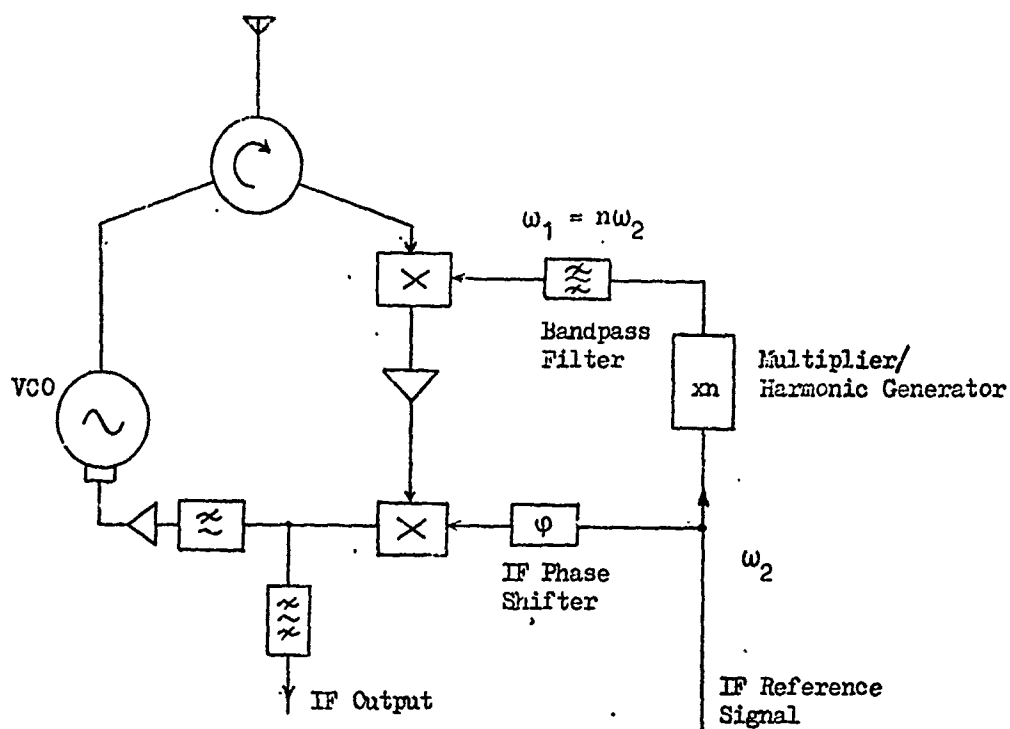 ω₁ = nω₂
Bandpass
Filter
Multiplier/
Harmonic Generator
xn
VCO
φ
IF Phase
Shifter
ω₂
IF Output
IF Reference
Signal